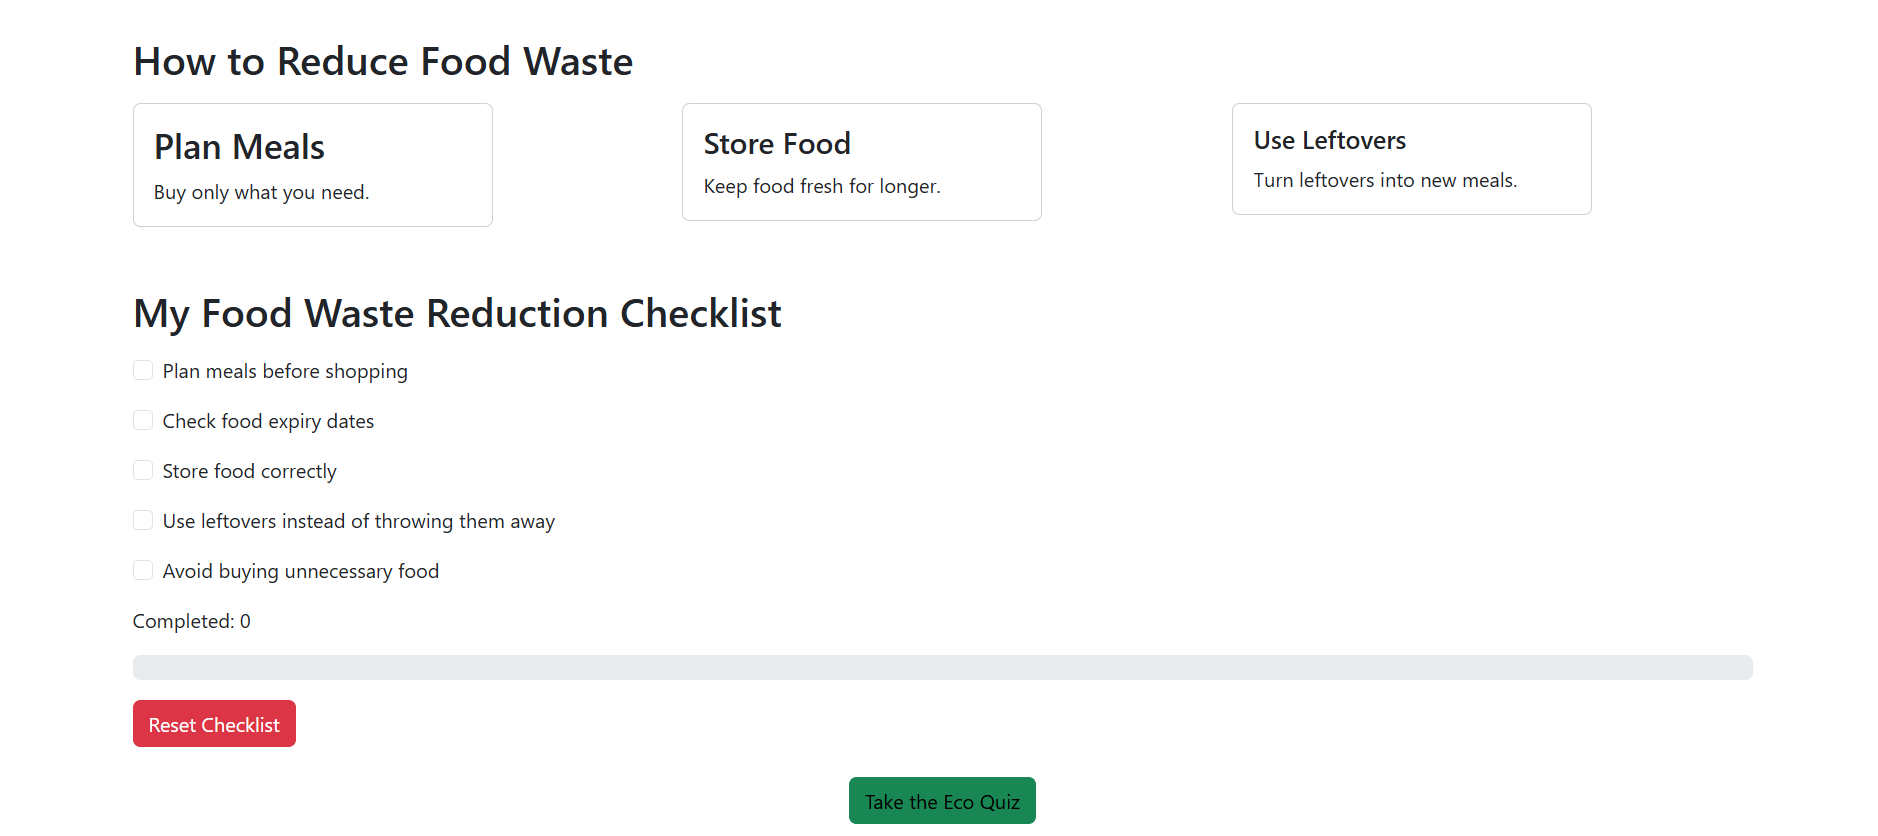 How to Reduce Food Waste
Plan Meals
Buy only what you need.
Store Food
Keep food fresh for longer.
Use Leftovers
Turn leftovers into new meals.
My Food Waste Reduction Checklist
Plan meals before shopping
Check food expiry dates
Store food correctly
Use leftovers instead of throwing them away
Avoid buying unnecessary food
Completed: 0
Reset Checklist
Take the Eco Quiz